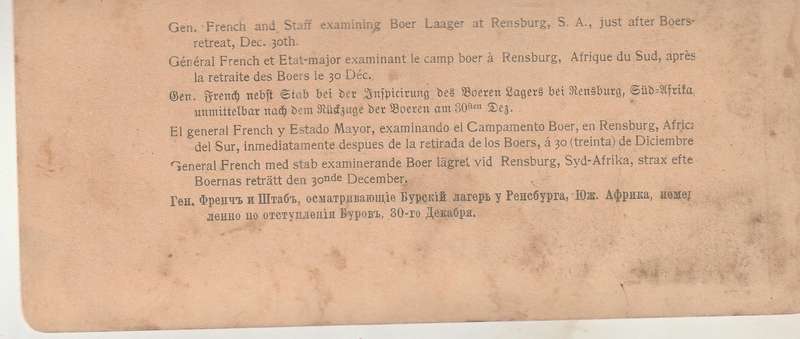 Gen. French and Staff examining Boer Laager at Rensburg, S. A., just after Boers-
retreat, Dec. 30th.
Général French et Etat-major examinant le camp boer à Rensburg, Afrique du Sud, après
la retraite des Boers le 30 Déc.
Gen. French nebst Stab bei der Inspicirung des Boeren Lagers bei Rensburg, Süd-Afrika
unmittelbar nach dem Rückzuge der Boeren am 30ten Dez.
El general French y Estado Mayor, examinando el Campamento Boer, en Rensburg, Africa
del Sur, inmediatamente despues de la retirada de los Boers, á 30 (treinta) de Diciembre
General French med stab examinerande Boer lägret vid Rensburg, Syd-Afrika, strax efte
Boernas reträtt den 30nde December.
Ген. Френчъ и Штабъ, осматривающіе Бурскій лагерь у Ренсбурга, Юж. Африка, немед
ленно по отступленіи Буровъ, 30-го Декабря.